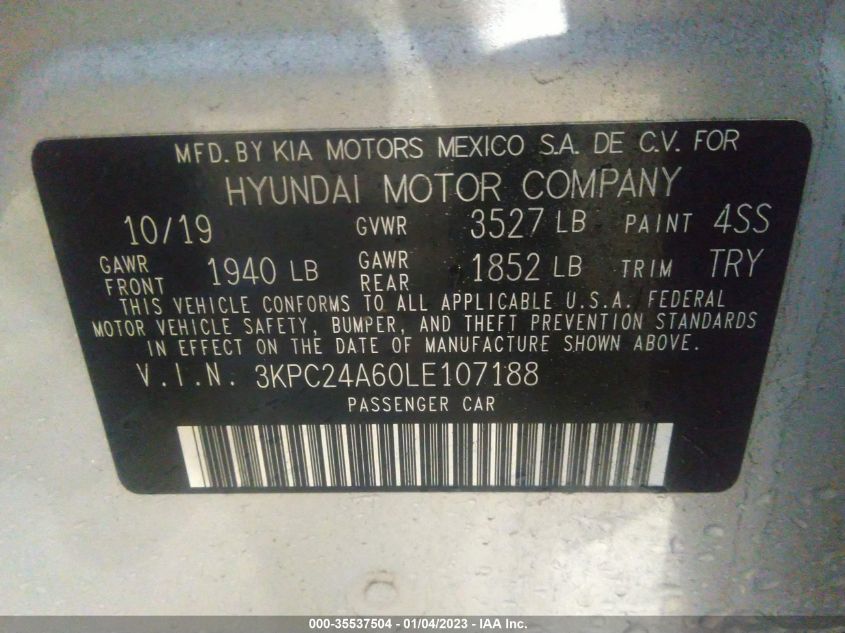 MFD. BY KIA MOTORS MEXICO S.A. DE C.V. FOR
HYUNDAI MOTOR COMPANY
10/19 GVWR 3527 LB PAINT 4SS
GAWR FRONT 1940 LB GAWR REAR 1852 LB TRIM TRY
THIS VEHICLE CONFORMS TO ALL APPLICABLE U.S.A. FEDERAL
MOTOR VEHICLE SAFETY, BUMPER, AND THEFT PREVENTION STANDARDS
IN EFFECT ON THE DATE OF MANUFACTURE SHOWN ABOVE.
V.I.N. 3KPC24A60LE107188
PASSENGER CAR
000-35537504 - 01/04/2023 - Copyright IAA, Inc.